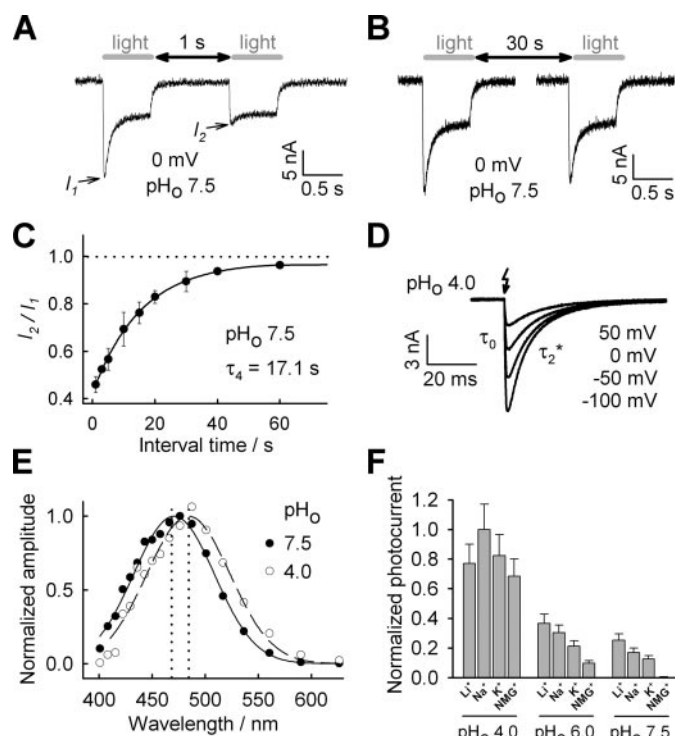 A
light
1 s
light
I1
I2
0 mV
pHO 7.5
5 nA
0.5 s
B
light
30 s
light
0 mV
pHO 7.5
5 nA
0.5 s
C
1.0
0.8
0.6
0.4
I2 / I1
pHO 7.5
τ4 = 17.1 s
0
20
40
60
Interval time / s
D
pHO 4.0
τ0
τ2*
3 nA
20 ms
50 mV
0 mV
-50 mV
-100 mV
E
1.0
0.5
0.0
Normalized amplitude
pHO
7.5
4.0
400
450
500
550
600
Wavelength / nm
F
1.2
1.0
0.8
0.6
0.4
0.2
0.0
Normalized photocurrent
Li+ Na+ K+ NMG+ Li+ Na+ K+ NMG+ Li+ Na+ K+ NMG+
pHO 4.0 pHO 6.0 pHO 7.5